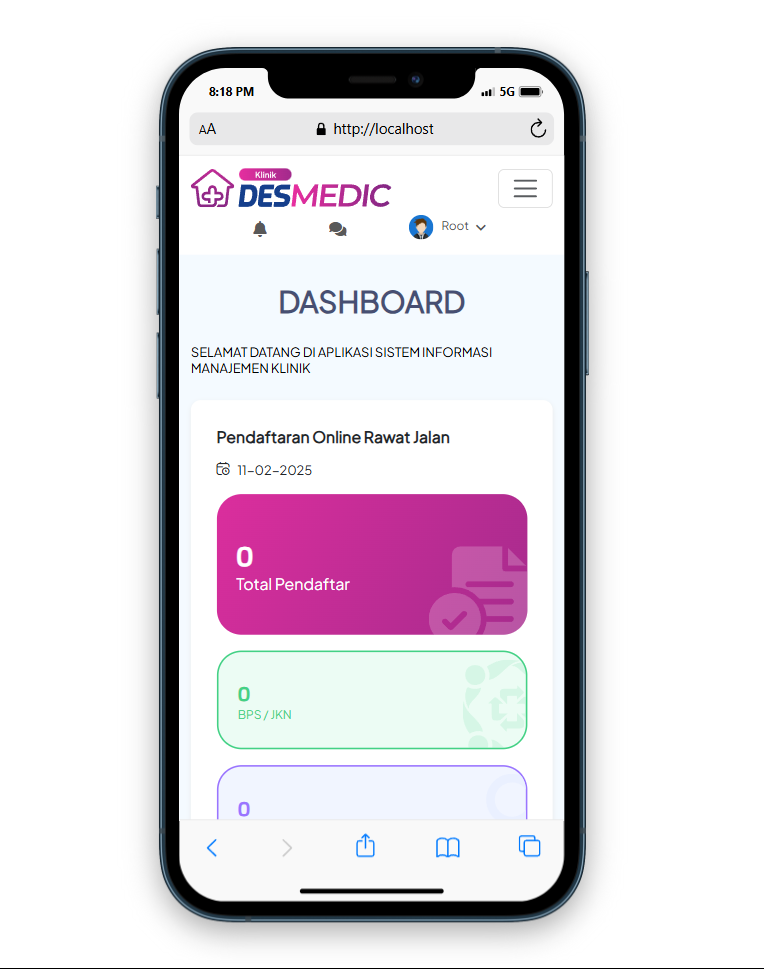 8:18 PM
5G
AA
http://localhost
Klinik
DESMEDIC
Root
DASHBOARD
SELAMAT DATANG DI APLIKASI SISTEM INFORMASI
MANAJEMEN KLINIK
Pendaftaran Online Rawat Jalan
11-02-2025
0
Total Pendaftar
0
BPS / JKN
0